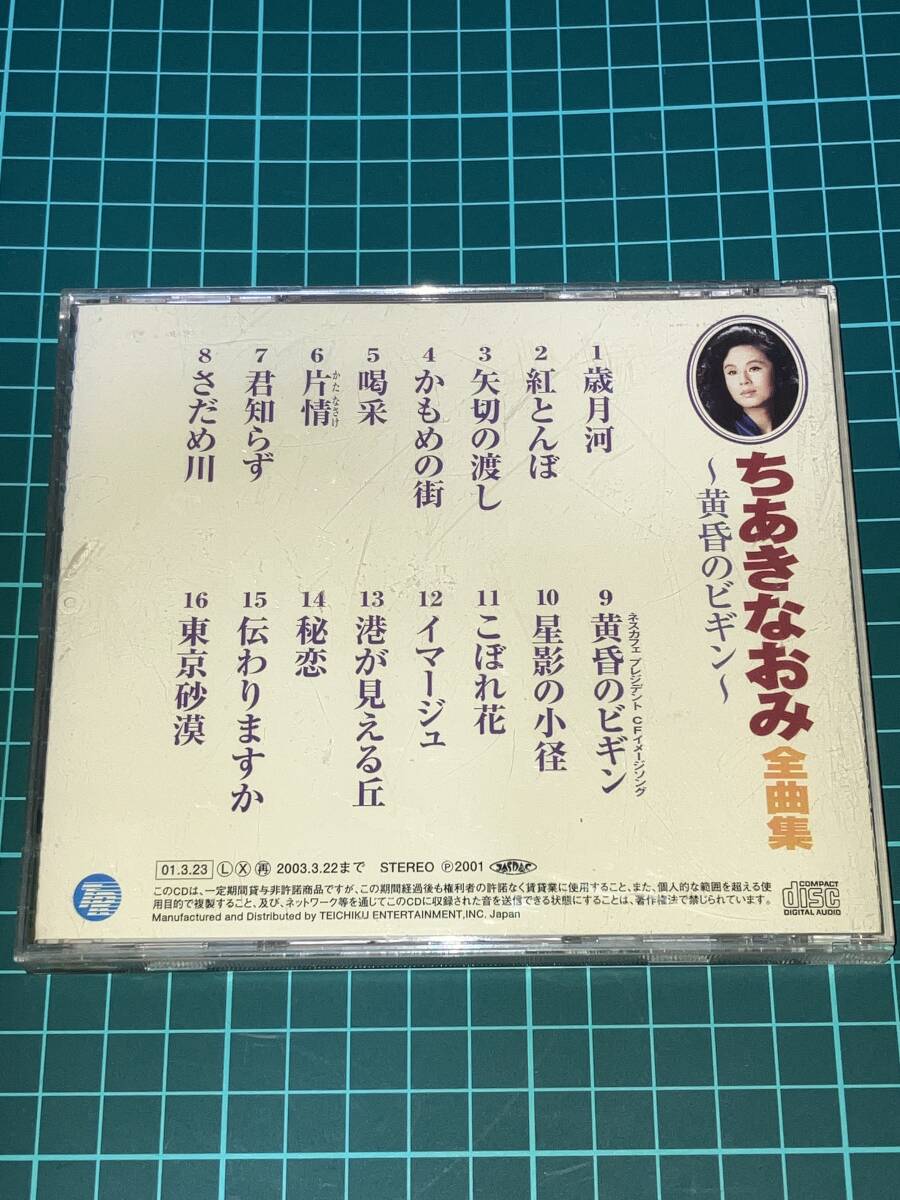 ちあきなおみ 全曲集
～黄昏のビギン～
1 歳月河
2 紅とんぼ
3 矢切の渡し
4 かもめの街
5 喝采
6 片情
かたなさけ
7 君知らず
8 さだめ川
ネスカフェ プレジデント CFイメージソング
9 黄昏のビギン
10 星影の小径
11 こぼれ花
12 イマージュ
13 港が見える丘
14 秘恋
15 伝わりますか
16 東京砂漠
01.3.23 Ⓛ Ⓧ ㊢ 2003.3.22まで STEREO Ⓟ2001 JASRAC
このCDは、一定期間貸与非許諾商品ですが、この期間経過後も権利者の許諾なく賃貸業に使用すること、また、個人的な範囲を超える使
用目的で複製すること、及び、ネットワーク等を通じてこのCDに収録された音を送信できる状態にすることは、著作権法で禁じられています。
Manufactured and Distributed by TEICHIKU ENTERTAINMENT,INC. Japan
COMPACT
disc
DIGITAL AUDIO